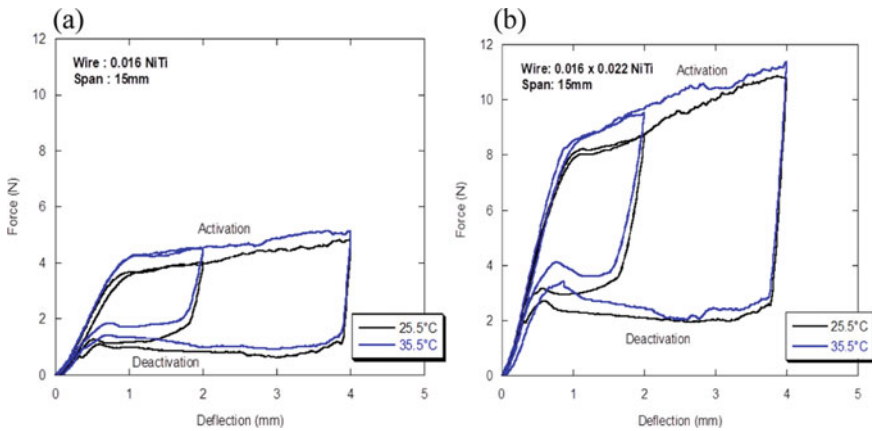 (a)
12
10
8
6
4
2
0
Force (N)
Wire : 0.016 NiTi
Span : 15mm
Activation
Deactivation
25.5°C
35.5°C
0 1 2 3 4 5
Deflection (mm)
(b)
12
10
8
6
4
2
0
Force (N)
Wire: 0.016 x 0.022 NiTi
Span: 15mm
Activation
Deactivation
25.5°C
35.5°C
0 1 2 3 4 5
Deflection (mm)